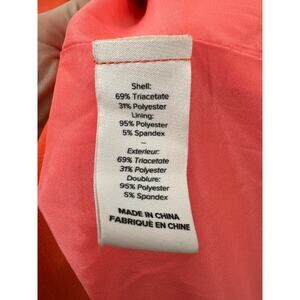 Shell:
69% Triacetate
31% Polyester
Lining:
95% Polyester
5% Spandex
–
Exterieur:
69% Triacetate
31% Polyester
Doublure:
95% Polyester
5% Spandex
MADE IN CHINA
FABRIQUÉ EN CHINE